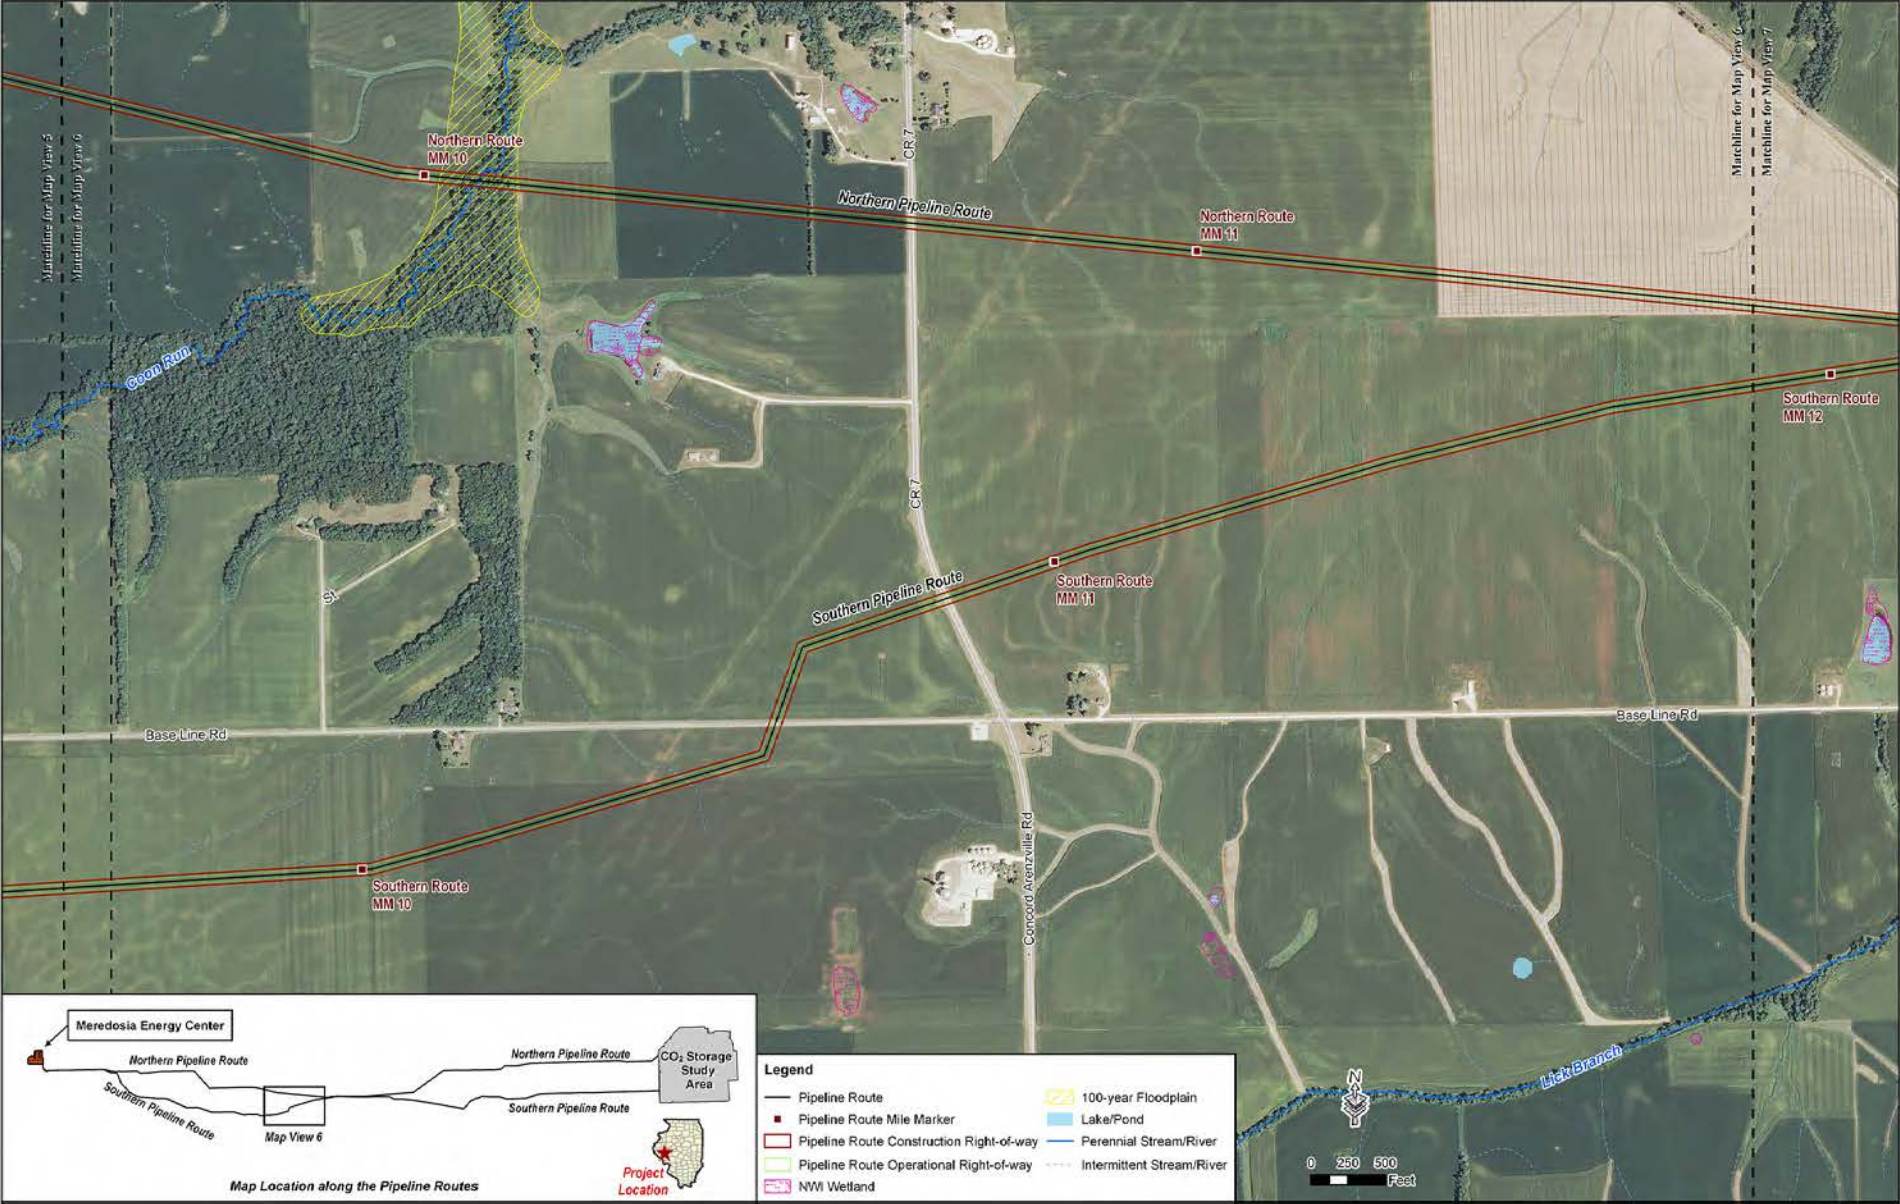 Matchline for Map View 5
Matchline for Map View 6
Matchline for Map View 6
Matchline for Map View 7
Northern Route
MM 10
CR 7
Northern Pipeline Route
Northern Route
MM 11
Coon Run
Southern Route
MM 12
CR 7
St
Southern Pipeline Route
Southern Route
MM 11
Base Line Rd
Base Line Rd
Southern Route
MM 10
Concord Arenzville Rd
Lick Branch
Meredosia Energy Center
Northern Pipeline Route
Southern Pipeline Route
Northern Pipeline Route
Southern Pipeline Route
CO₂ Storage
Study
Area
Map View 6
Project
Location
Map Location along the Pipeline Routes
Legend
Pipeline Route
Pipeline Route Mile Marker
Pipeline Route Construction Right-of-way
Pipeline Route Operational Right-of-way
NWI Wetland
100-year Floodplain
Lake/Pond
Perennial Stream/River
Intermittent Stream/River
N
0 250 500
Feet